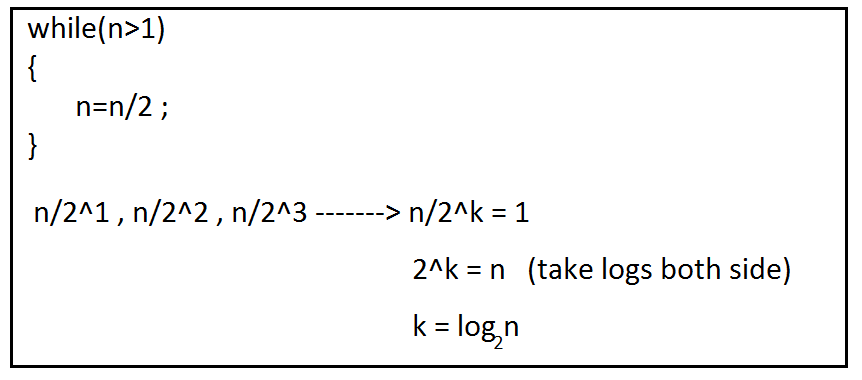 while(n>1)
{
n=n/2 ;
}
n/2^1 , n/2^2 , n/2^3 -------> n/2^k = 1
2^k = n (take logs both side)
k = log₂n